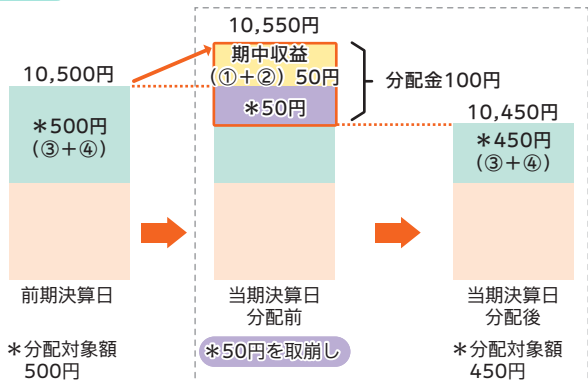 10,550円
期中収益
(①+②) 50円
*50円
分配金100円
10,500円
*500円
(③+④)
10,450円
*450円
(③+④)
前期決算日
当期決算日
分配前
当期決算日
分配後
*分配対象額
500円
*50円を取崩し
*分配対象額
450円